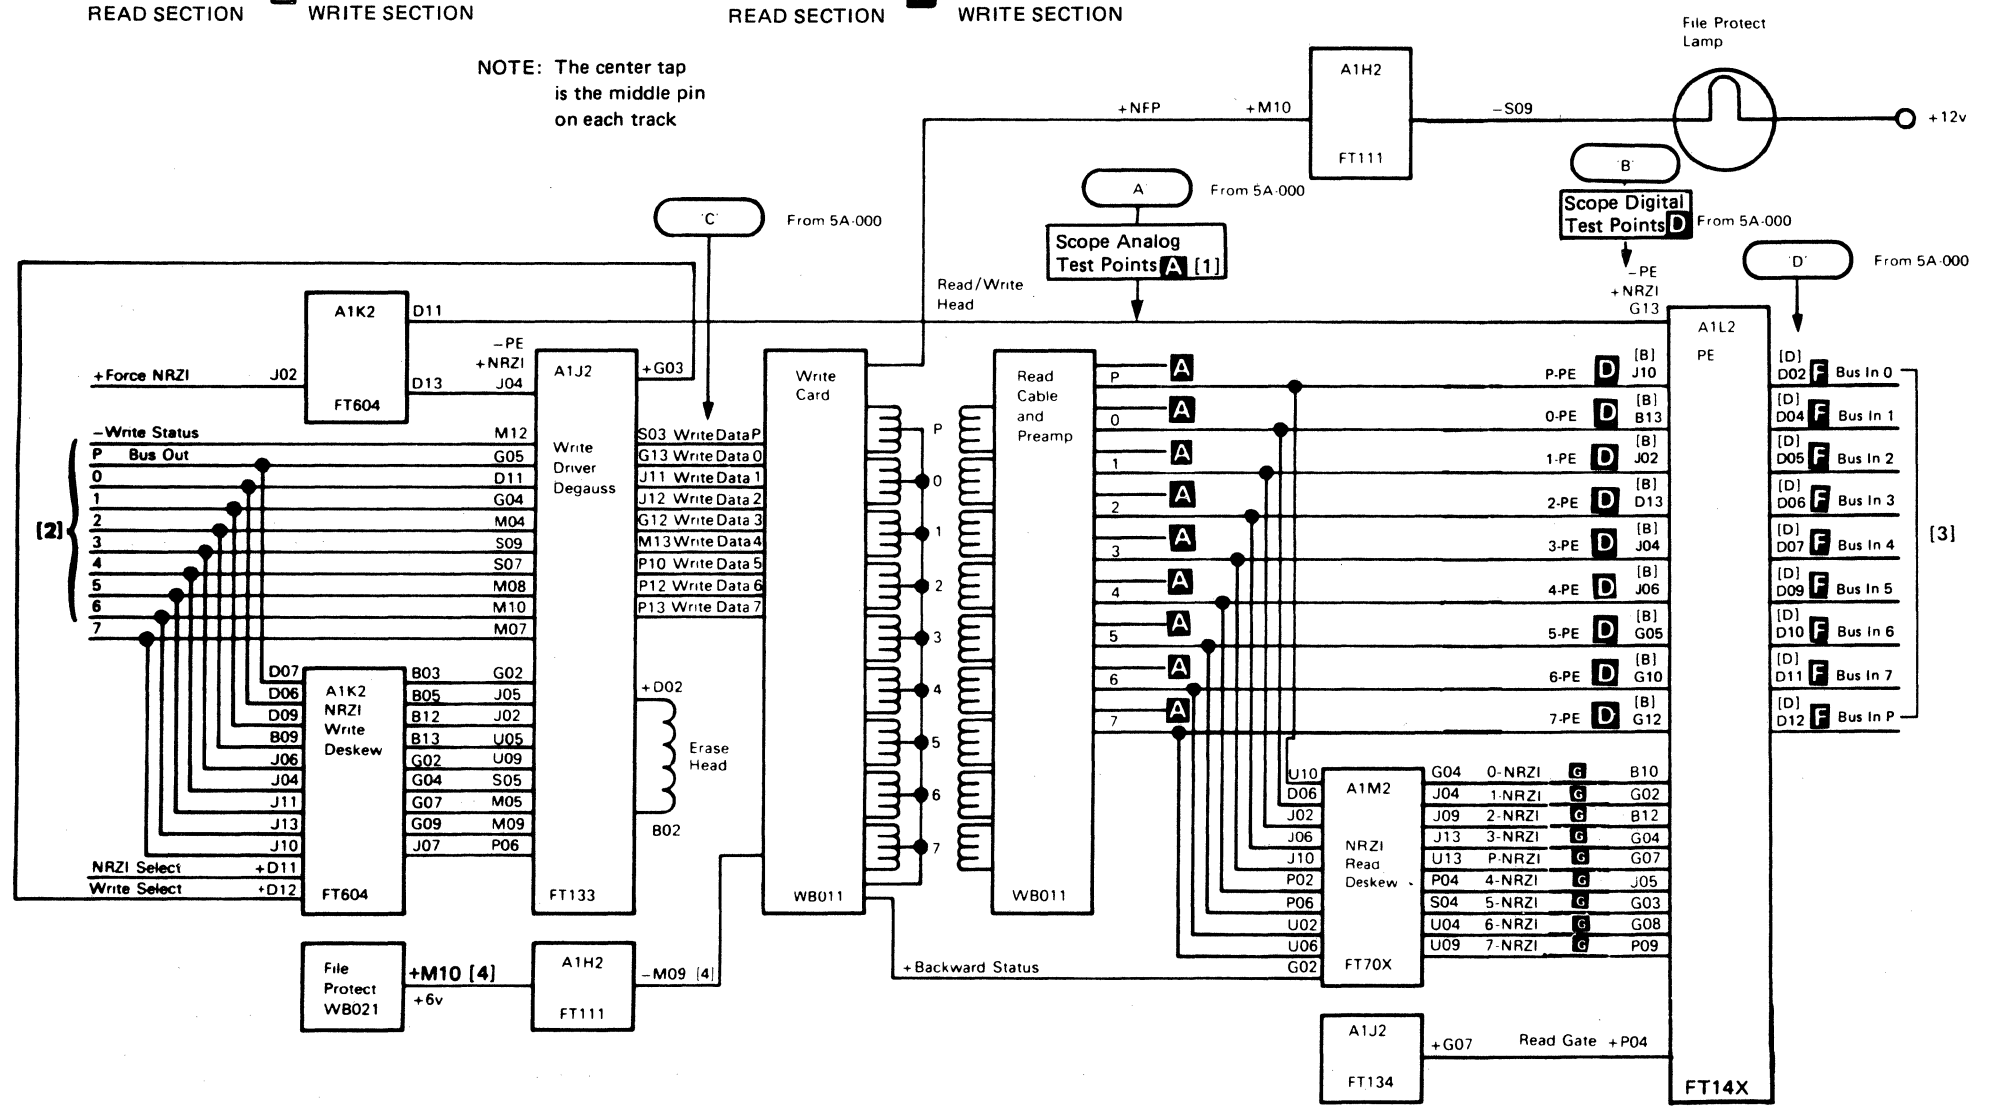 READ SECTION
WRITE SECTION
READ SECTION
WRITE SECTION
NOTE: The center tap
is the middle pin
on each track
File Protect
Lamp
A1H2
FT111
+NFP
+M10
−S09
+12v
'C'
From 5A-000
A
From 5A-000
Scope Analog
Test Points A [1]
'B'
Scope Digital
Test Points D
From 5A-000
'D'
From 5A-000
Read/Write
Head
−PE
+NRZI
G13
A1K2
FT604
D11
D13
+Force NRZI
J02
−PE
+NRZI
J04
A1J2
Write
Driver
Degauss
FT133
+G03
−Write Status M12
P Bus Out G05
0 D11
1 G04
2 M04
3 S09
4 S07
5 M08
6 M10
7 M07
[2]
S03 Write Data P
G13 Write Data 0
J11 Write Data 1
J12 Write Data 2
G12 Write Data 3
M13 Write Data 4
P10 Write Data 5
P12 Write Data 6
P13 Write Data 7
D07
D06
D09
B09
J06
J04
J11
J13
J10
NRZI Select +D11
Write Select +D12
A1K2
NRZI
Write
Deskew
FT604
B03 G02
B05 J05
B12 J02
B13 U05
G02 U09
G04 S05
G07 M05
G09 M09
J07 P06
+D02
Erase
Head
B02
Write
Card
WB011
P
0
1
2
3
4
5
6
7
Read
Cable
and
Preamp
WB011
P A
0 A
1 A
2 A
3 A
4 A
5 A
6 A
7 A
P-PE D [B] J10
0-PE D [B] B13
1-PE D [B] J02
2-PE D [B] D13
3-PE D [B] J04
4-PE D [B] J06
5-PE D [B] G05
6-PE D [B] G10
7-PE D [B] G12
A1L2
PE
FT14X
[D] D02 F Bus In 0
[D] D04 F Bus In 1
[D] D05 F Bus In 2
[D] D06 F Bus In 3
[D] D07 F Bus In 4
[D] D09 F Bus In 5
[D] D10 F Bus In 6
[D] D11 F Bus In 7
[D] D12 F Bus In P
[3]
U10
D06
J02
J06
J10
P02
P06
U02
U06
G02
A1M2
NRZI
Read
Deskew
FT70X
G04 0-NRZI G B10
J04 1-NRZI G G02
J09 2-NRZI G B12
J13 3-NRZI G G04
U13 P-NRZI G G07
P04 4-NRZI G J05
S04 5-NRZI G G03
U04 6-NRZI G G08
U09 7-NRZI G P09
+Backward Status
File
Protect
WB021
+M10 [4]
+6v
A1H2
FT111
−M09 [4]
A1J2
FT134
+G07
Read Gate +P04